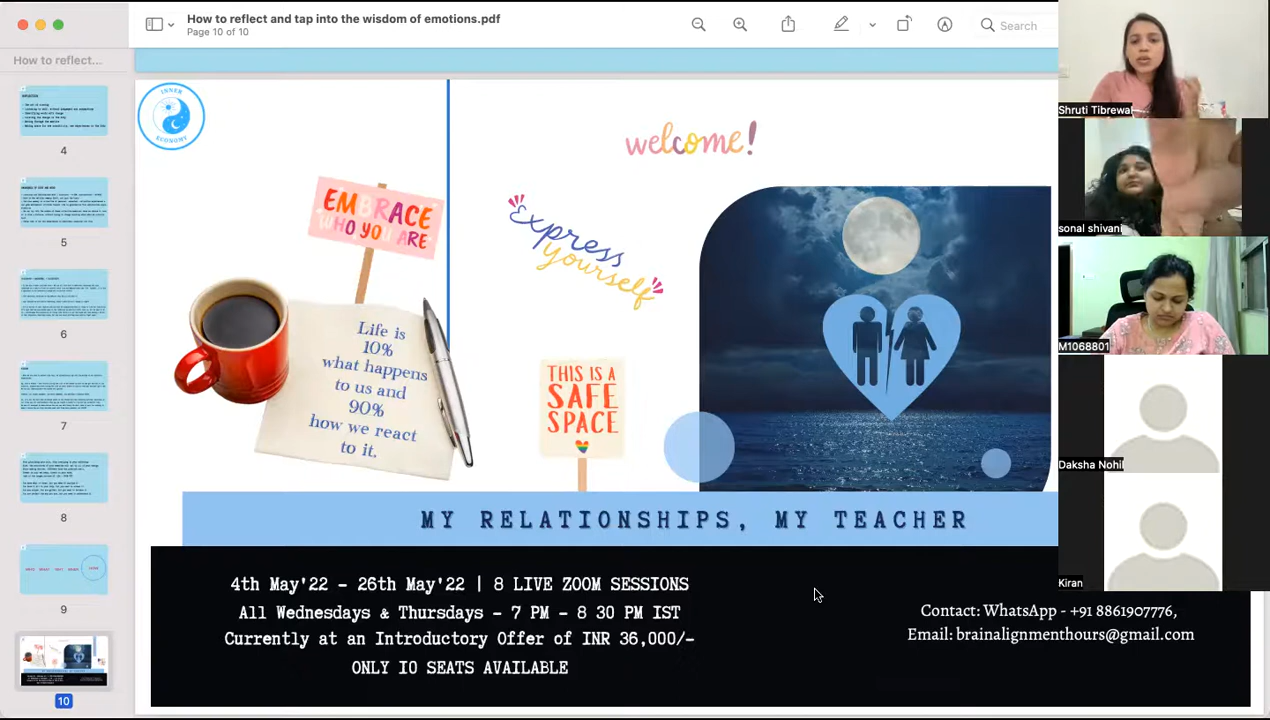 How to reflect and tap into the wisdom of emotions.pdf
Page 10 of 10
Search
How to reflect...
4
5
6
7
8
9
10
INNER
ECONOMY
welcome!
EMBRACE
WHO YOU ARE
express
yourself
Life is
10%
what happens
to us and
90%
how we react
to it.
THIS IS A
SAFE
SPACE
MY RELATIONSHIPS, MY TEACHER
4th May'22 - 26th May'22 | 8 LIVE ZOOM SESSIONS
All Wednesdays & Thursdays - 7 PM - 8 30 PM IST
Currently at an Introductory Offer of INR 36,000/-
ONLY 10 SEATS AVAILABLE
Contact: WhatsApp - +91 8861907776,
Email: brainalignmenthours@gmail.com
Shruti Tibrewal
sonal shivani
M1068801
Daksha Nohil
Kiran